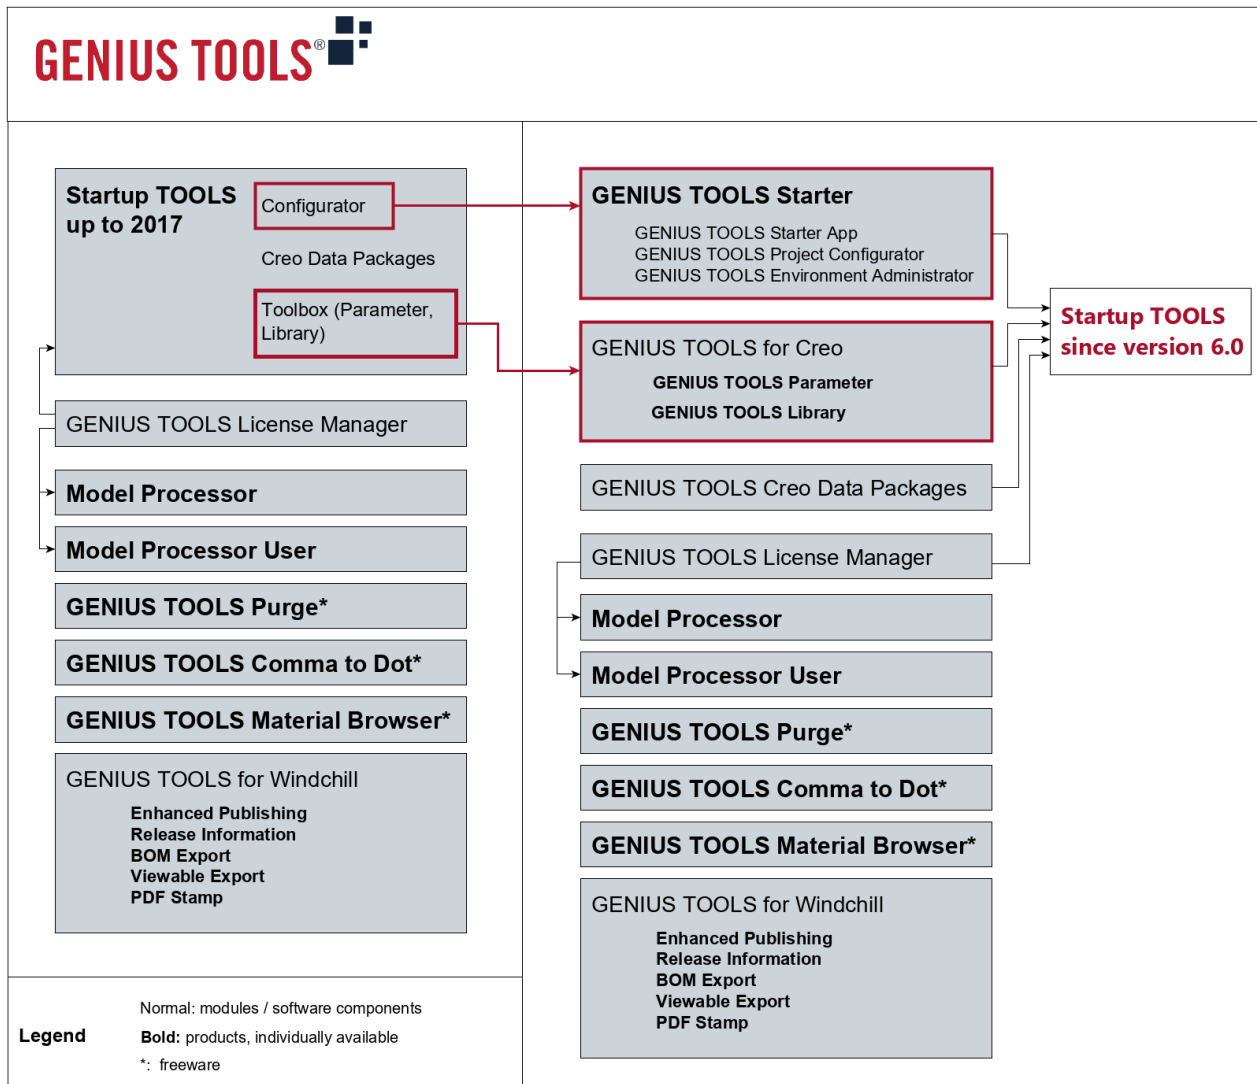 GENIUS TOOLS®
Startup TOOLS
up to 2017
Configurator
Creo Data Packages
Toolbox (Parameter,
Library)
GENIUS TOOLS License Manager
Model Processor
Model Processor User
GENIUS TOOLS Purge*
GENIUS TOOLS Comma to Dot*
GENIUS TOOLS Material Browser*
GENIUS TOOLS for Windchill
Enhanced Publishing
Release Information
BOM Export
Viewable Export
PDF Stamp
GENIUS TOOLS Starter
GENIUS TOOLS Starter App
GENIUS TOOLS Project Configurator
GENIUS TOOLS Environment Administrator
GENIUS TOOLS for Creo
GENIUS TOOLS Parameter
GENIUS TOOLS Library
GENIUS TOOLS Creo Data Packages
GENIUS TOOLS License Manager
Model Processor
Model Processor User
GENIUS TOOLS Purge*
GENIUS TOOLS Comma to Dot*
GENIUS TOOLS Material Browser*
GENIUS TOOLS for Windchill
Enhanced Publishing
Release Information
BOM Export
Viewable Export
PDF Stamp
Startup TOOLS
since version 6.0
Legend
Normal: modules / software components
Bold: products, individually available
*: freeware